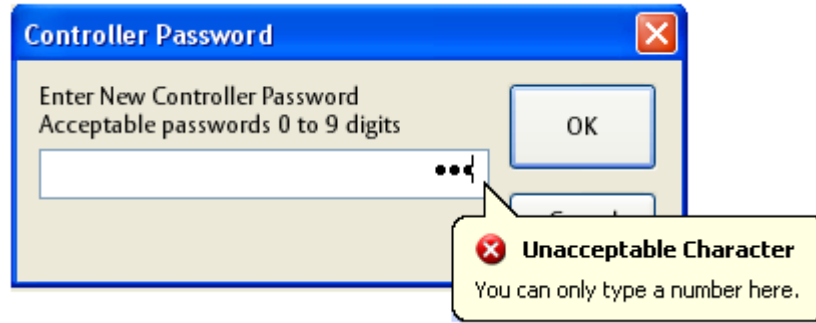 Controller Password
Enter New Controller Password
Acceptable passwords 0 to 9 digits
OK
Unacceptable Character
You can only type a number here.